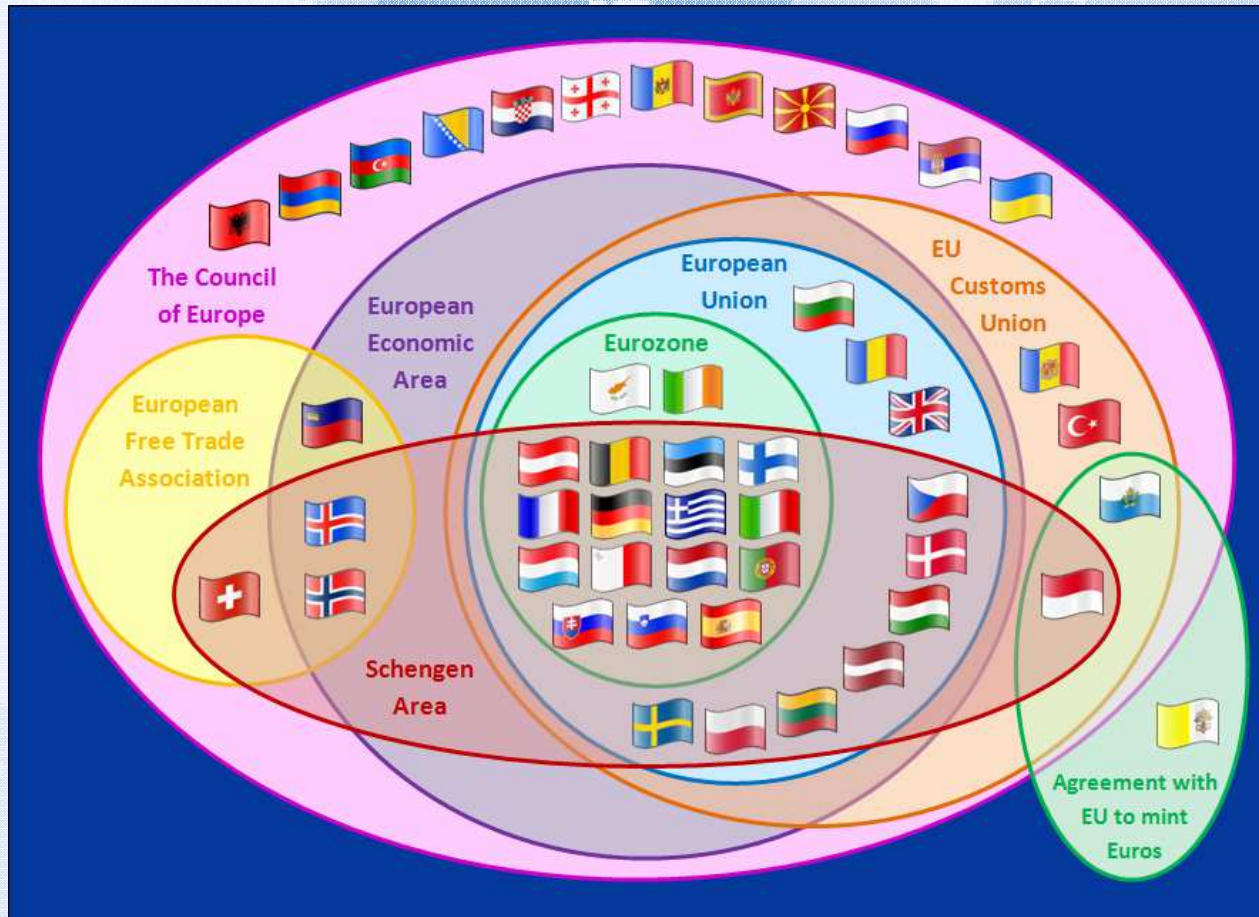 The Council
of Europe
European
Economic
Area
European
Union
EU
Customs
Union
Eurozone
European
Free Trade
Association
Schengen
Area
Agreement with
EU to mint
Euros